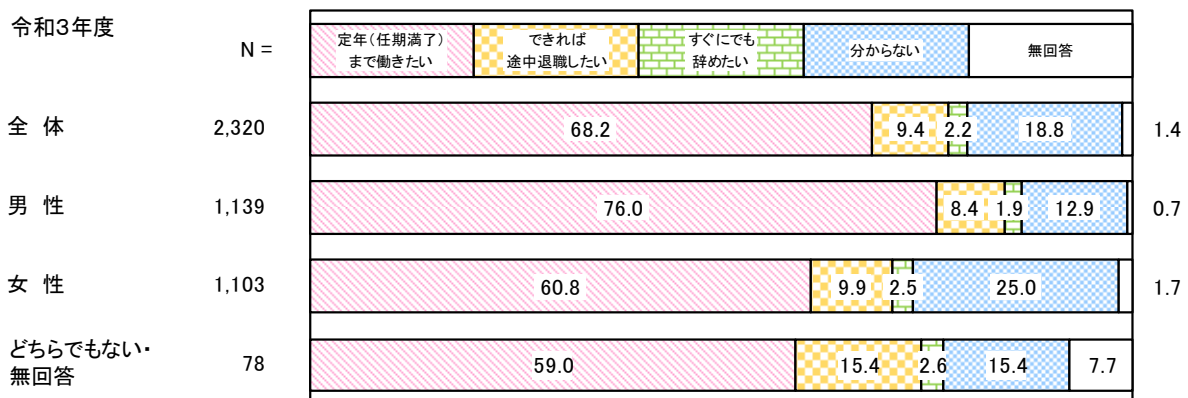 令和3年度
N =
定年(任期満了)
まで働きたい
できれば
途中退職したい
すぐにでも
辞めたい
分からない
無回答
全 体 2,320 68.2 9.4 2.2 18.8 1.4
男 性 1,139 76.0 8.4 1.9 12.9 0.7
女 性 1,103 60.8 9.9 2.5 25.0 1.7
どちらでもない・
無回答
78 59.0 15.4 2.6 15.4 7.7